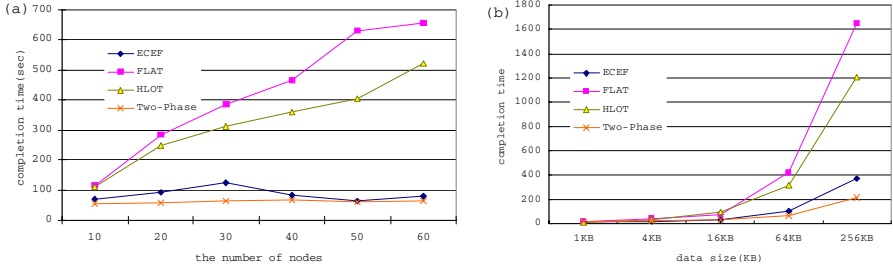 (a)
700
600
500
400
300
200
100
0
completion time(sec)
ECEF
FLAT
HLOT
Two-Phase
10 20 30 40 50 60
the number of nodes
(b)
1800
1600
1400
1200
1000
800
600
400
200
0
completion time
ECEF
FLAT
HLOT
Two-Phase
1KB 4KB 16KB 64KB 256KB
data size(KB)